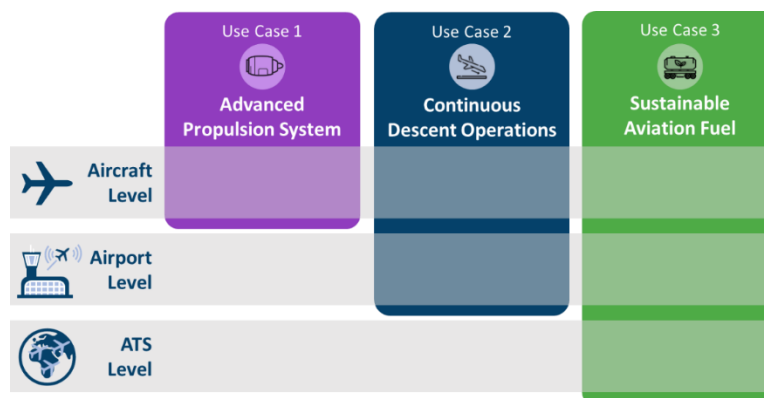 Use Case 1
Advanced
Propulsion System
Use Case 2
Continuous
Descent Operations
Use Case 3
Sustainable
Aviation Fuel
Aircraft
Level
Airport
Level
ATS
Level